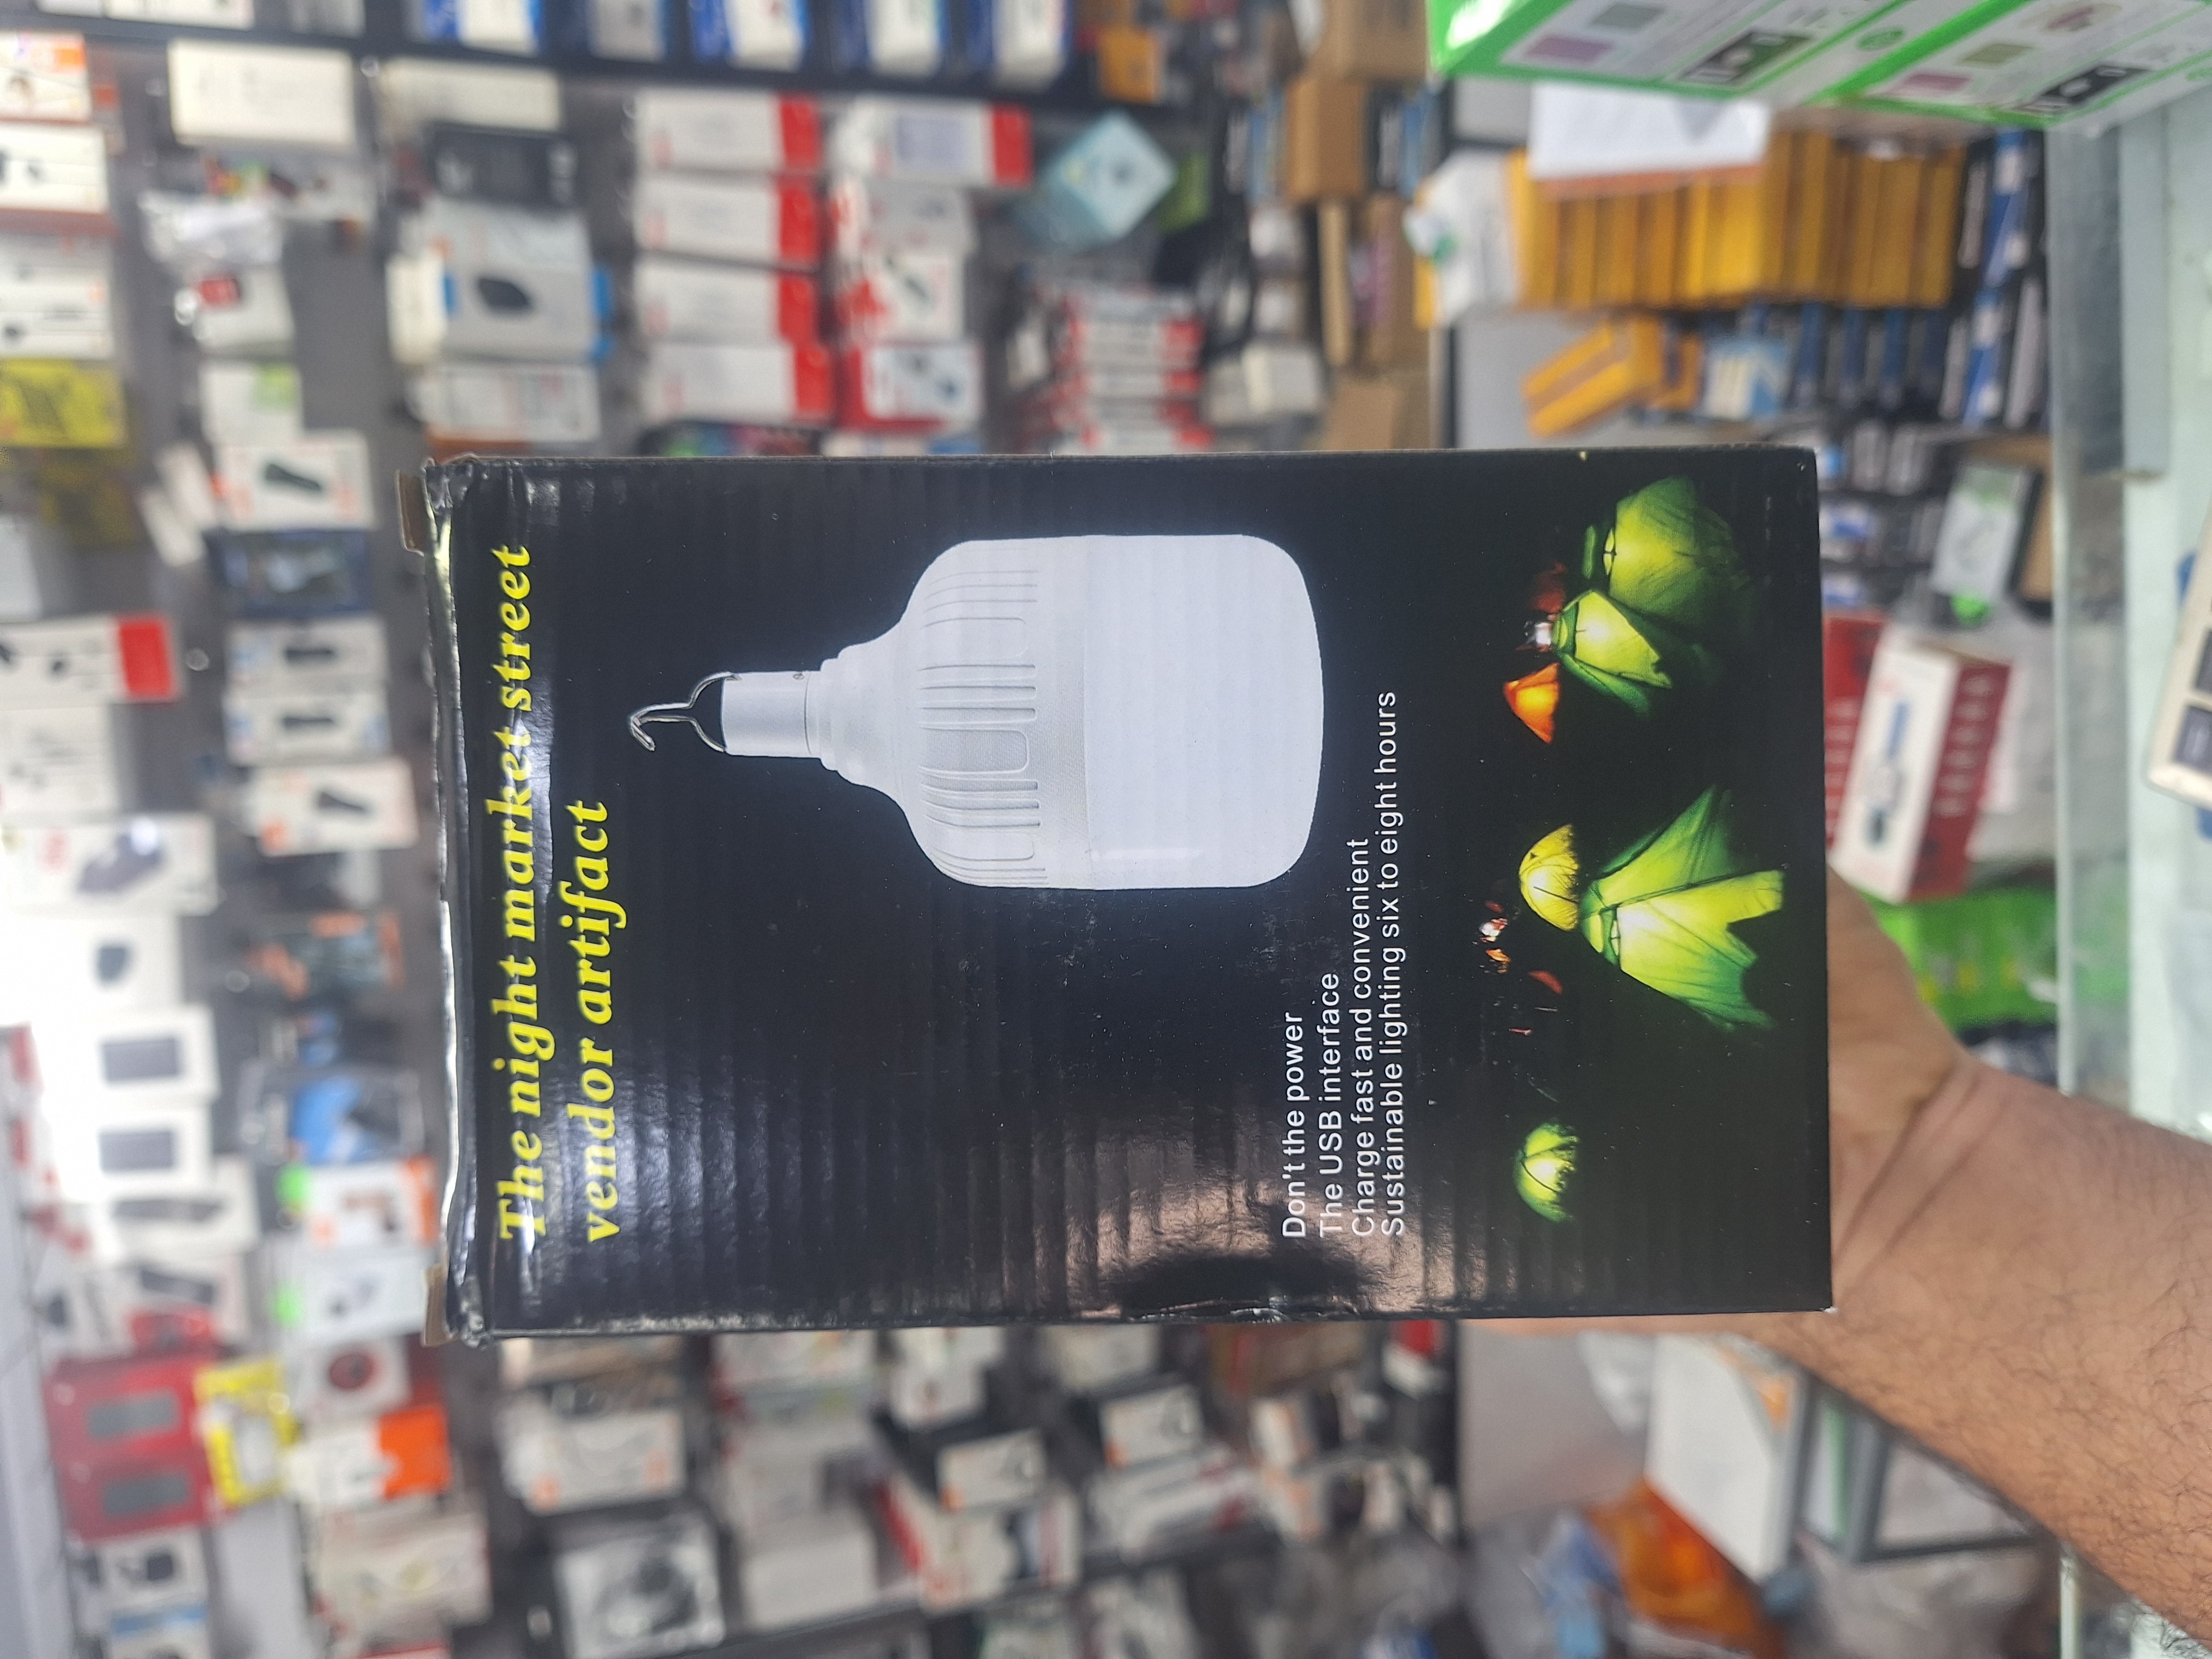 The night market street
vendor artifact
Don't the power
The USB interface
Charge fast and convenient
Sustainable lighting six to eight hours